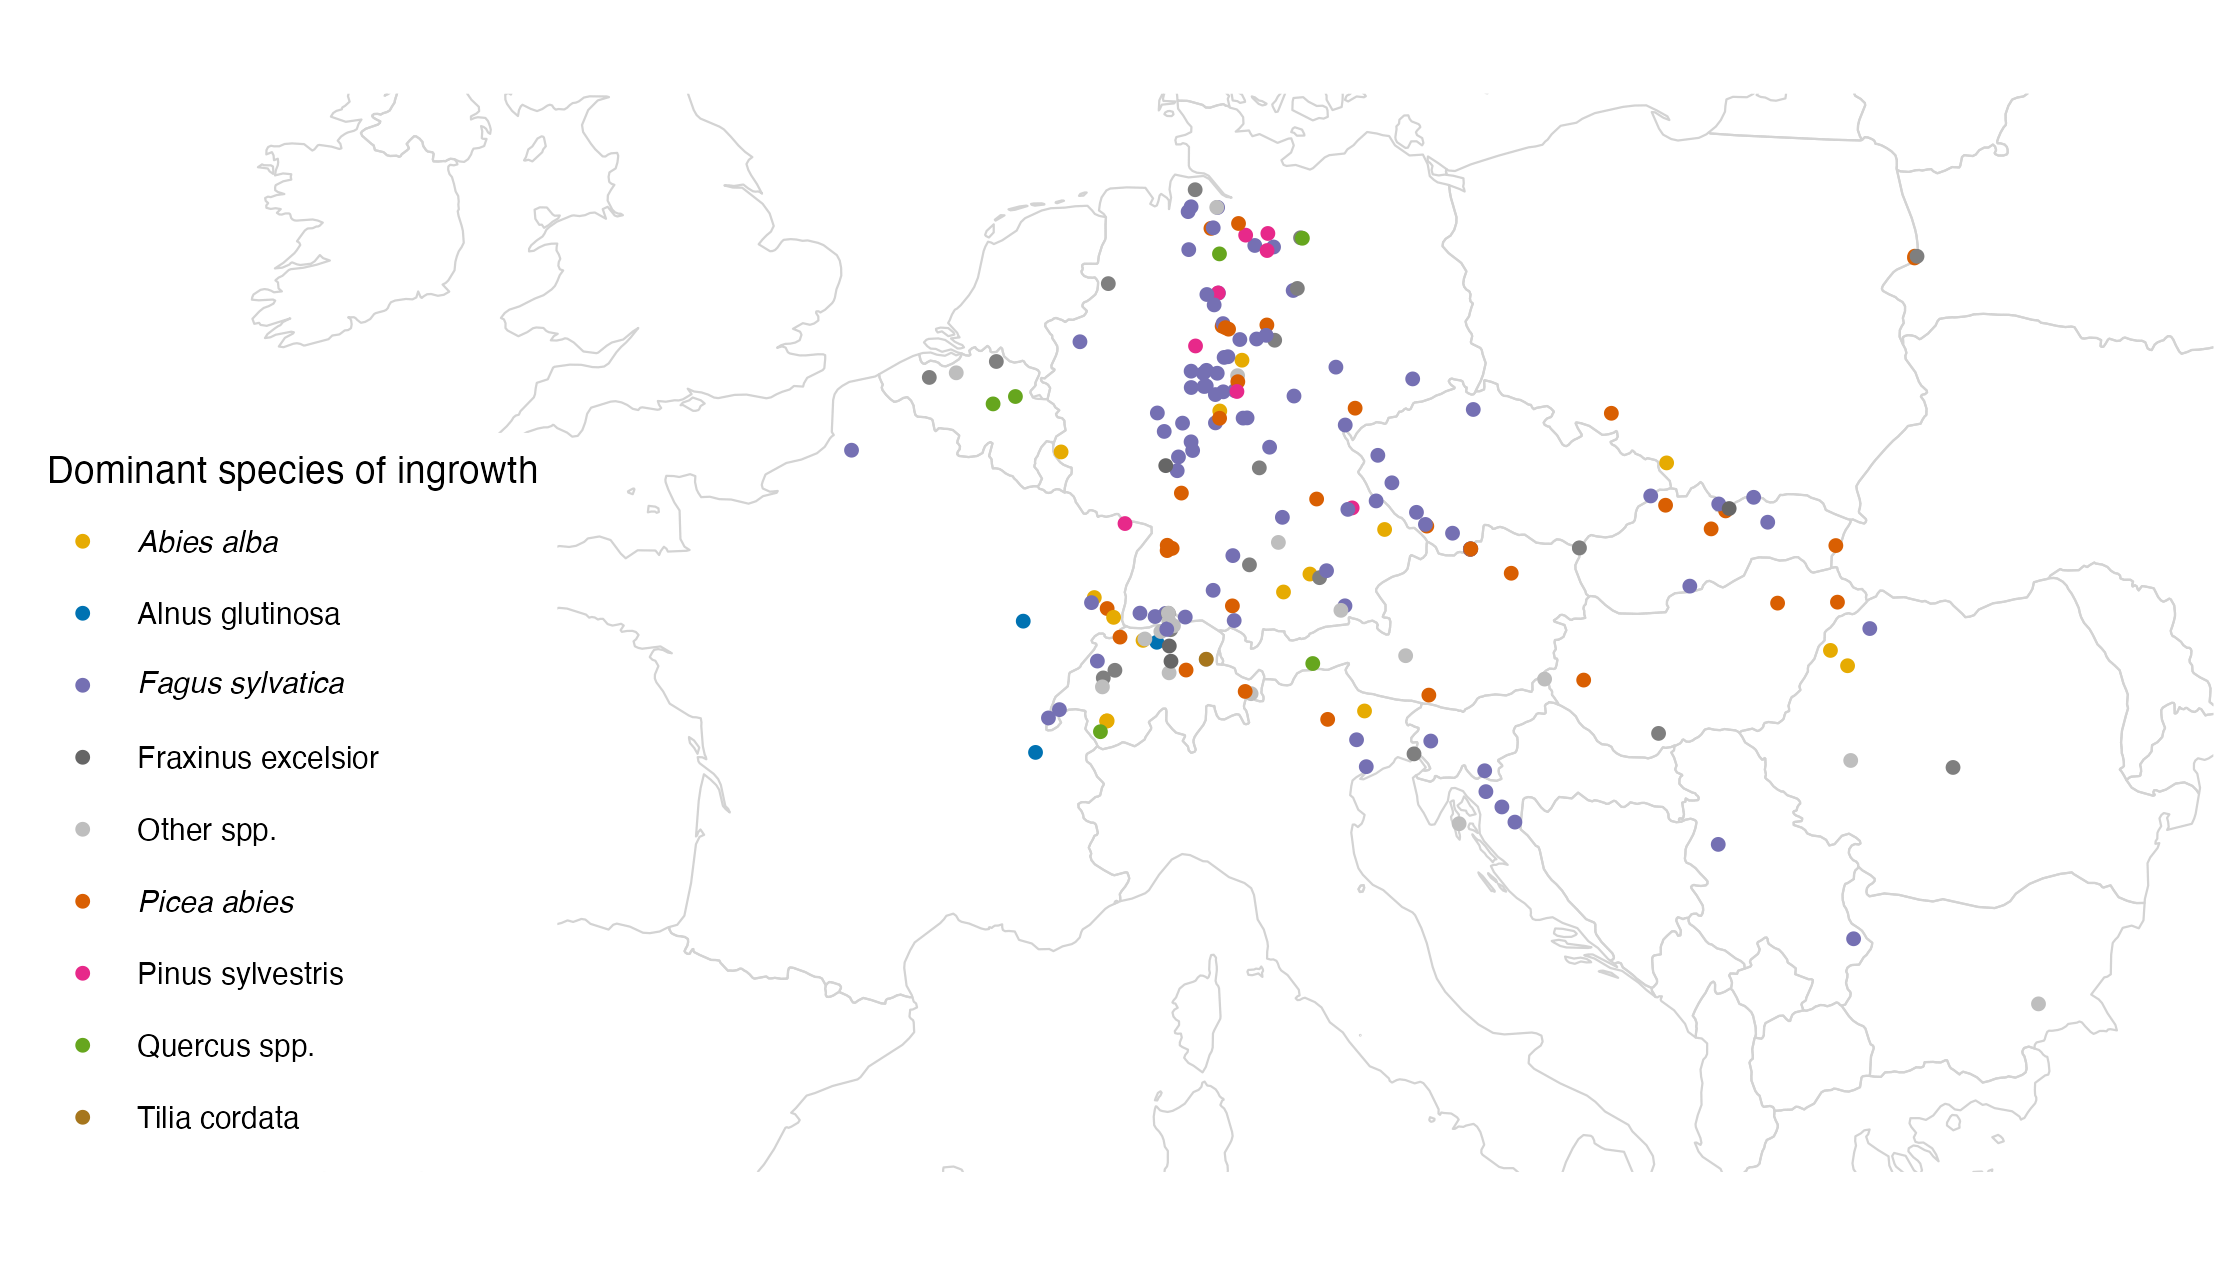 Dominant species of ingrowth
Abies alba
Alnus glutinosa
Fagus sylvatica
Fraxinus excelsior
Other spp.
Picea abies
Pinus sylvestris
Quercus spp.
Tilia cordata